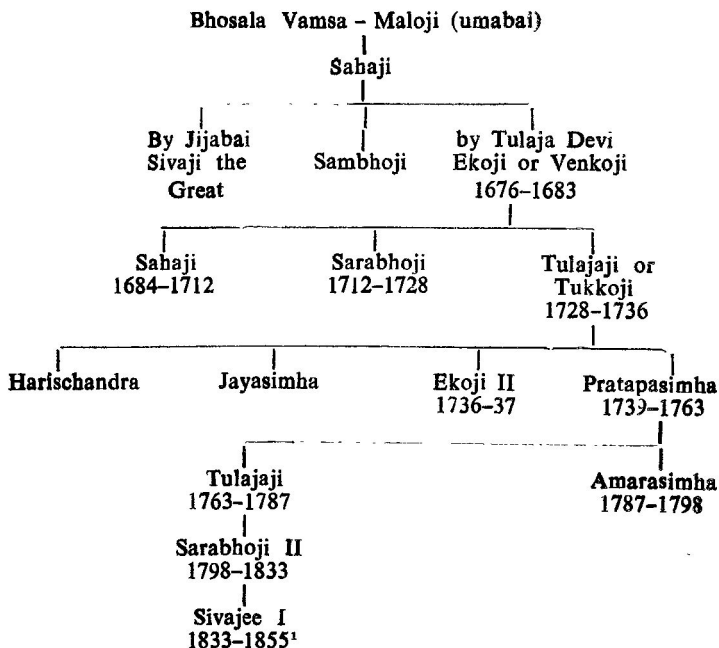 Bhosala Vamsa – Maloji (umabai)
Sahaji
By Jijabai
Sivaji the
Great
Sambhoji
by Tulaja Devi
Ekoji or Venkoji
1676–1683
Sahaji
1684–1712
Sarabhoji
1712–1728
Tulajaji or
Tukkoji
1728–1736
Harischandra
Jayasimha
Ekoji II
1736–37
Pratapasimha
1739–1763
Tulajaji
1763–1787
Amarasimha
1787–1798
Sarabhoji II
1798–1833
Sivajee I
1833–1855¹